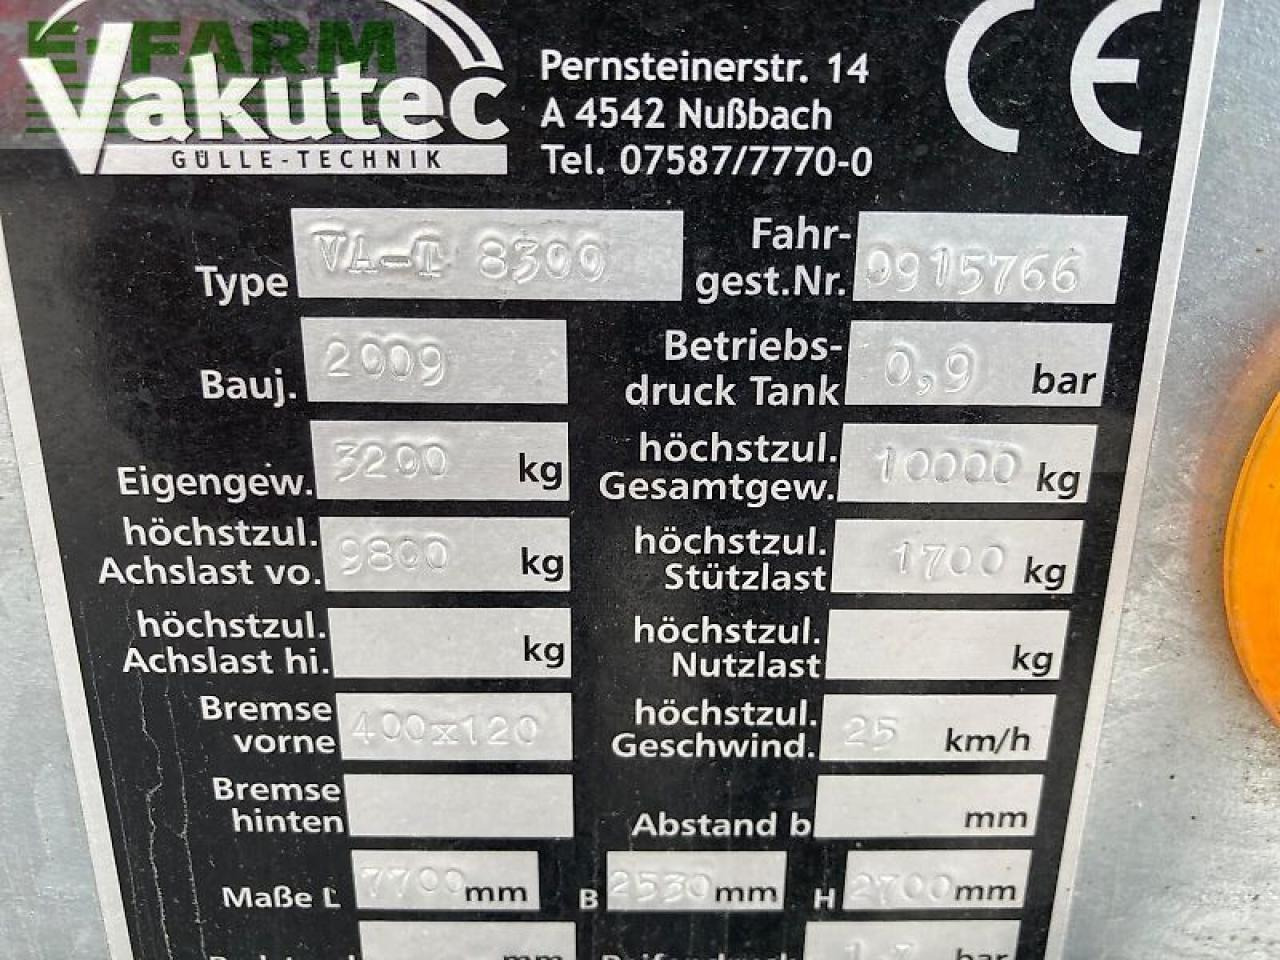 E-FARM
Vakutec
GÜLLE-TECHNIK
Pernsteinerstr. 14
A 4542 Nußbach
Tel. 07587/7770-0
CE
Type VA-T 8300
Fahr-
gest.Nr. 0915766
Bauj. 2009
Betriebs-
druck Tank 0,9 bar
Eigengew. 3200 kg
höchstzul.
Gesamtgew. 10000 kg
höchstzul.
Achslast vo. 9800 kg
höchstzul.
Stützlast 1700 kg
höchstzul.
Achslast hi. kg
höchstzul.
Nutzlast kg
Bremse
vorne 400x120
höchstzul.
Geschwind. 25 km/h
Bremse
hinten
Abstand b mm
Maße L 7700 mm B 2530 mm H 2700 mm
mm bar